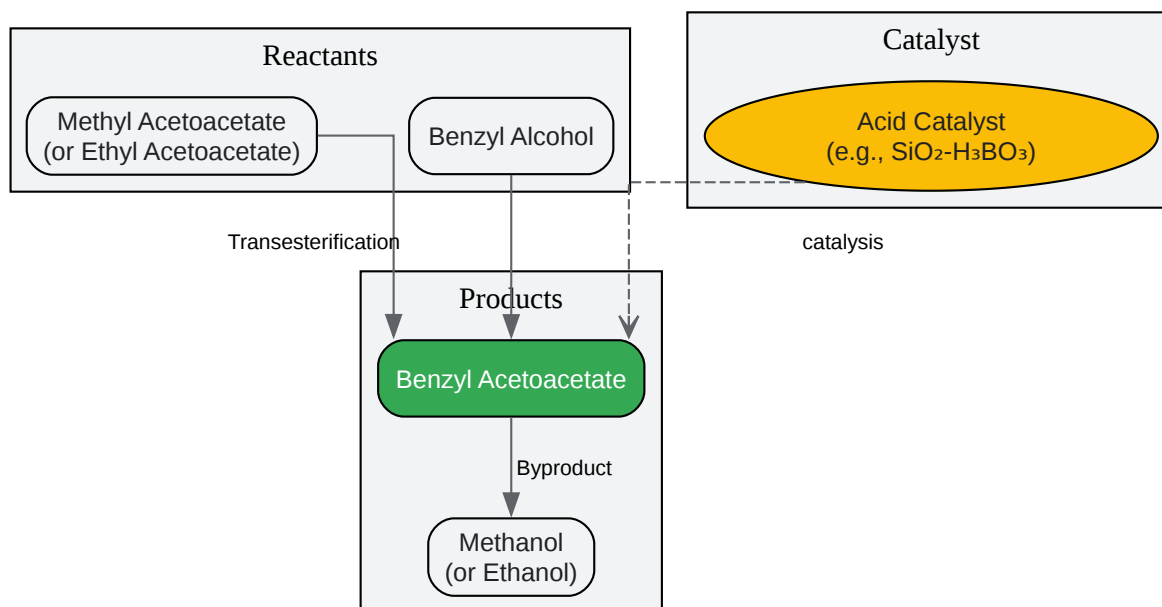 Reactants
Methyl Acetoacetate
(or Ethyl Acetoacetate)
Benzyl Alcohol
Catalyst
Acid Catalyst
(e.g., SiO₂-H₃BO₃)
Transesterification
catalysis
Products
Benzyl Acetoacetate
Byproduct
Methanol
(or Ethanol)